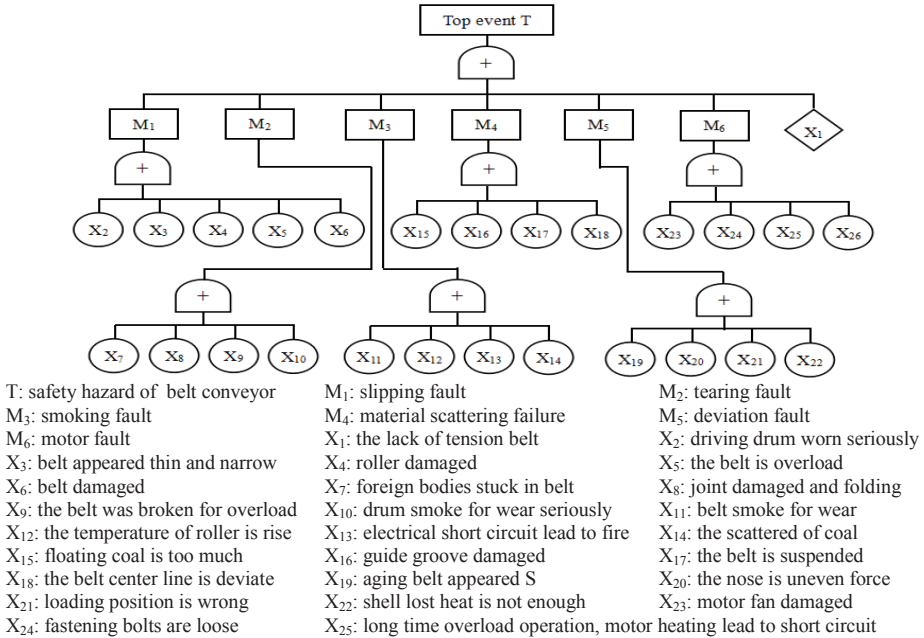 Top event T
+
M₁ M₂ M₃ M₄ M₅ M₆ X₁
+ + +
X₂ X₃ X₄ X₅ X₆ X₁₅ X₁₆ X₁₇ X₁₈ X₂₃ X₂₄ X₂₅ X₂₆
+ + +
X₇ X₈ X₉ X₁₀ X₁₁ X₁₂ X₁₃ X₁₄ X₁₉ X₂₀ X₂₁ X₂₂
T: safety hazard of belt conveyor M₁: slipping fault M₂: tearing fault
M₃: smoking fault M₄: material scattering failure M₅: deviation fault
M₆: motor fault X₁: the lack of tension belt X₂: driving drum worn seriously
X₃: belt appeared thin and narrow X₄: roller damaged X₅: the belt is overload
X₆: belt damaged X₇: foreign bodies stuck in belt X₈: joint damaged and folding
X₉: the belt was broken for overload X₁₀: drum smoke for wear seriously X₁₁: belt smoke for wear
X₁₂: the temperature of roller is rise X₁₃: electrical short circuit lead to fire X₁₄: the scattered of coal
X₁₅: floating coal is too much X₁₆: guide groove damaged X₁₇: the belt is suspended
X₁₈: the belt center line is deviate X₁₉: aging belt appeared S X₂₀: the nose is uneven force
X₂₁: loading position is wrong X₂₂: shell lost heat is not enough X₂₃: motor fan damaged
X₂₄: fastening bolts are loose X₂₅: long time overload operation, motor heating lead to short circuit